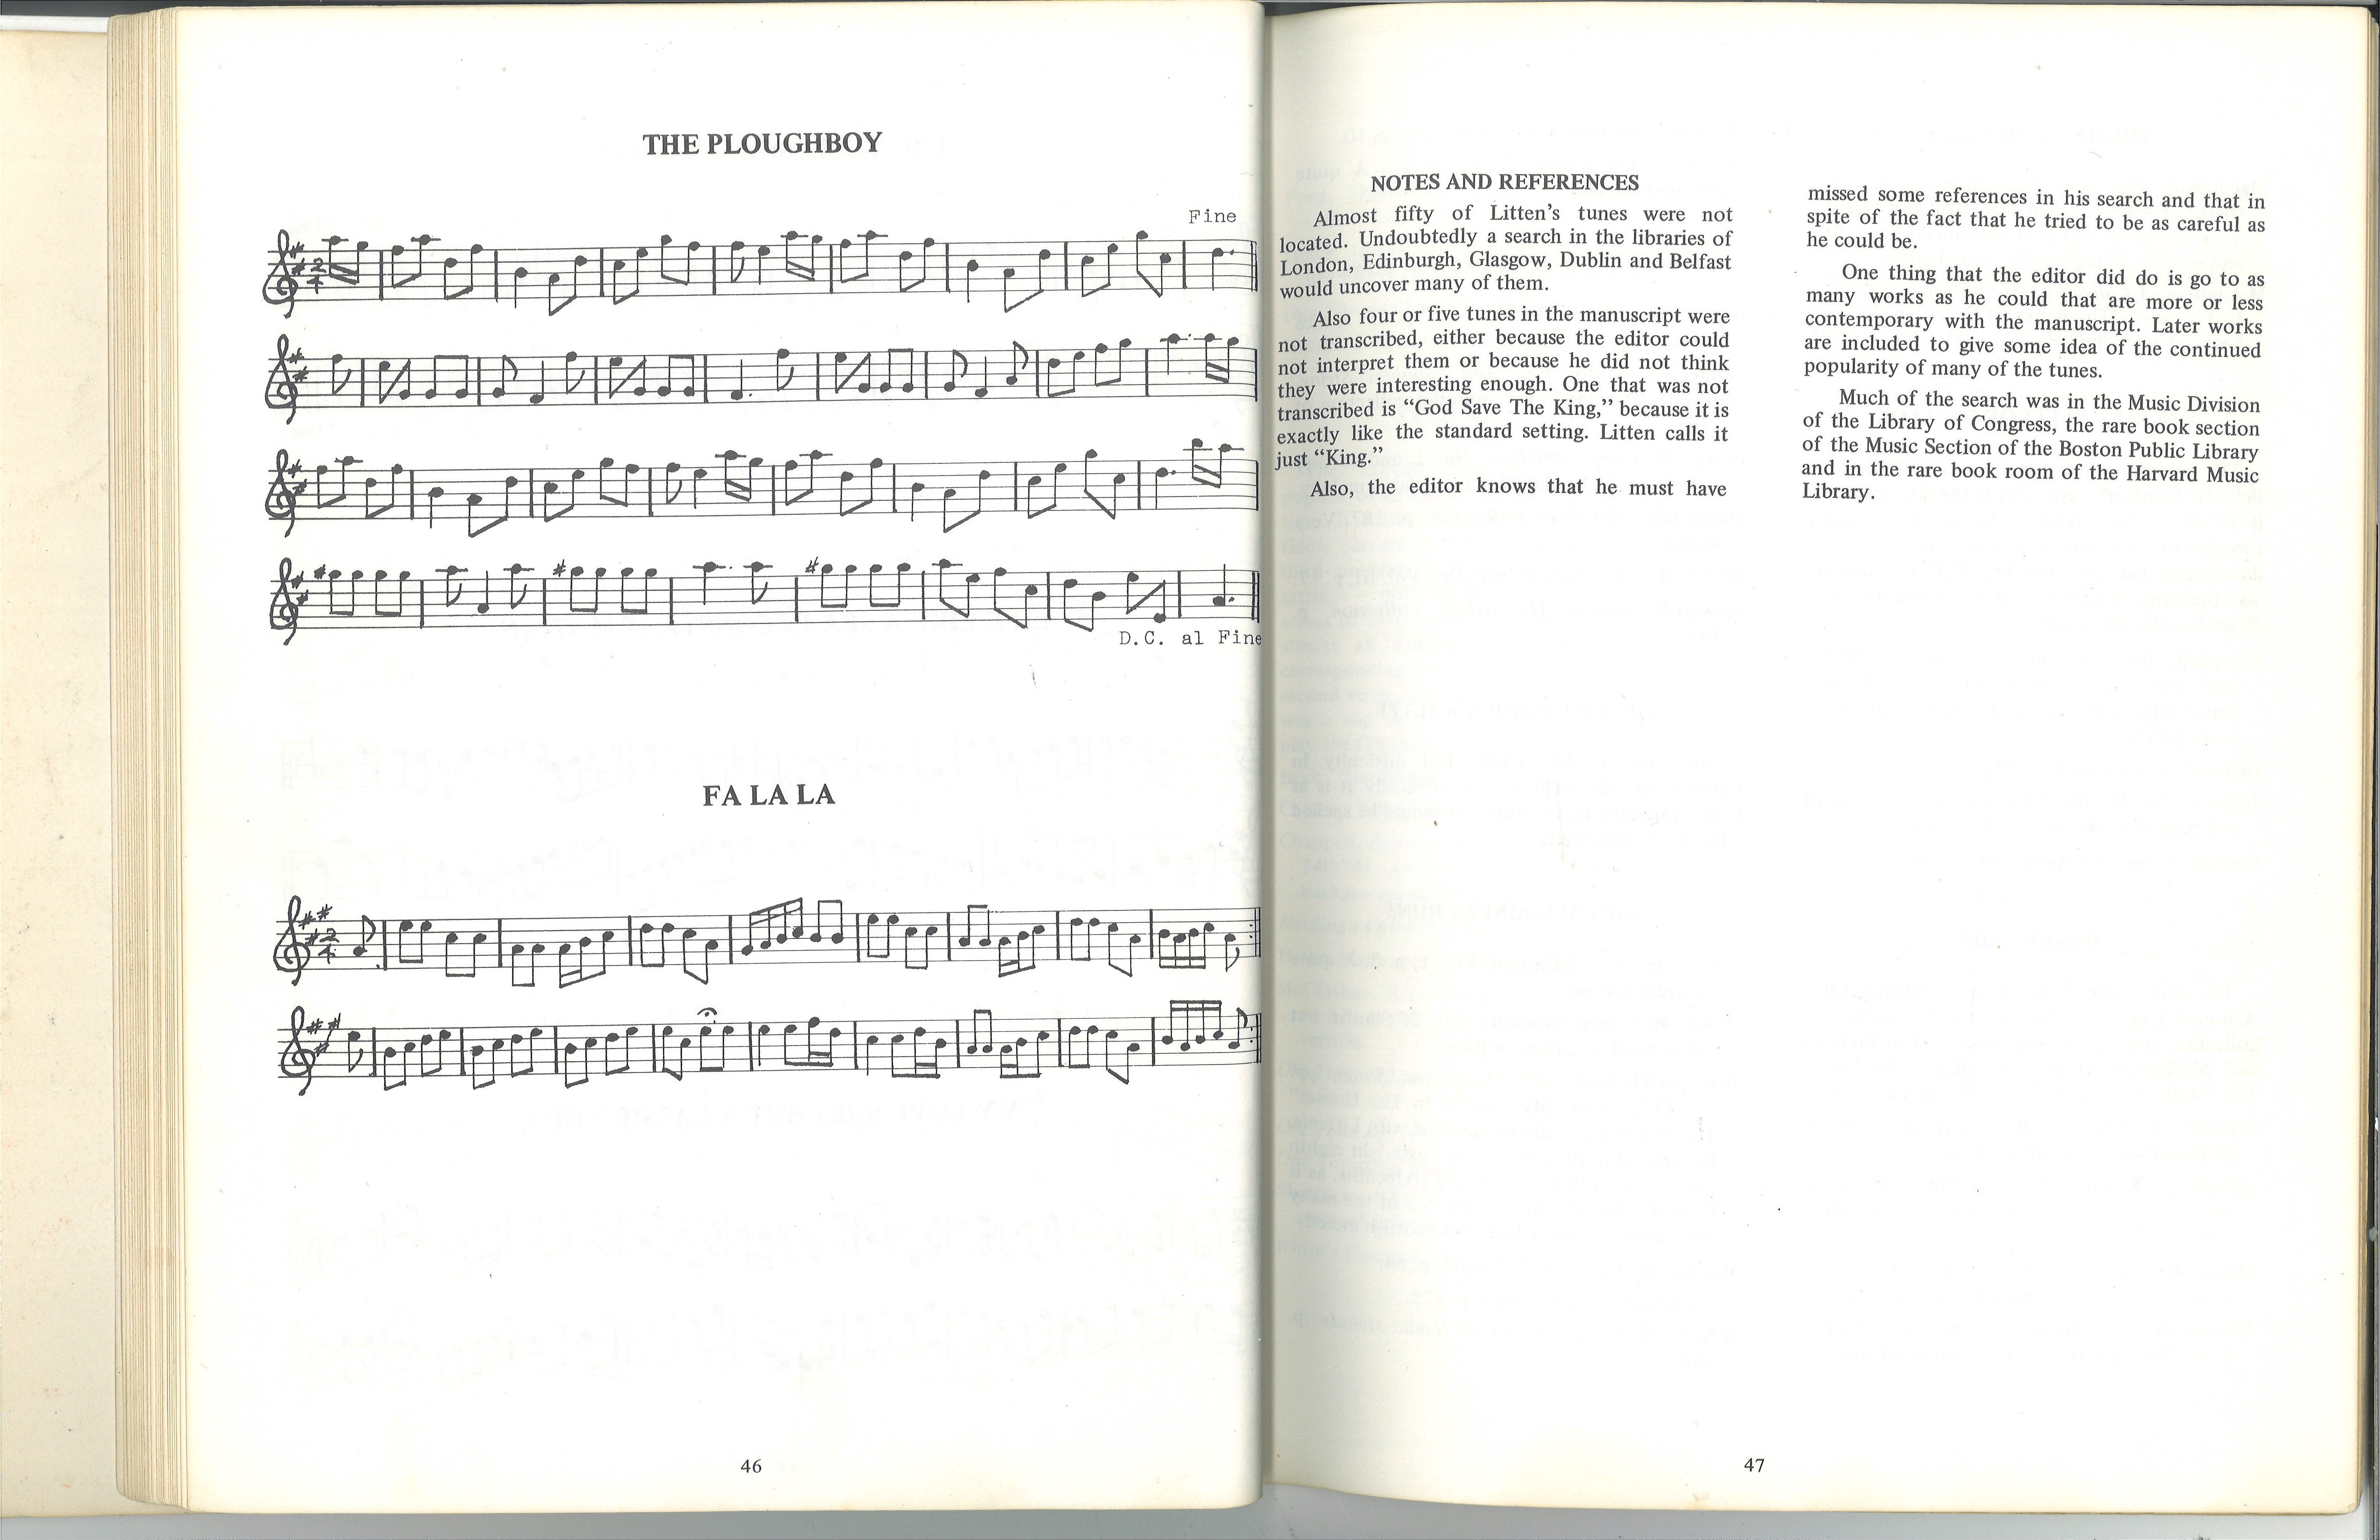 THE PLOUGHBOY
Fine
D.C. al Fine
FA LA LA
46
NOTES AND REFERENCES
Almost fifty of Litten's tunes were not
located. Undoubtedly a search in the libraries of
London, Edinburgh, Glasgow, Dublin and Belfast
would uncover many of them.
Also four or five tunes in the manuscript were
not transcribed, either because the editor could
not interpret them or because he did not think
they were interesting enough. One that was not
transcribed is “God Save The King,” because it is
exactly like the standard setting. Litten calls it
just “King.”
Also, the editor knows that he must have
missed some references in his search and that in
spite of the fact that he tried to be as careful as
he could be.
One thing that the editor did do is go to as
many works as he could that are more or less
contemporary with the manuscript. Later works
are included to give some idea of the continued
popularity of many of the tunes.
Much of the search was in the Music Division
of the Library of Congress, the rare book section
of the Music Section of the Boston Public Library
and in the rare book room of the Harvard Music
Library.
47